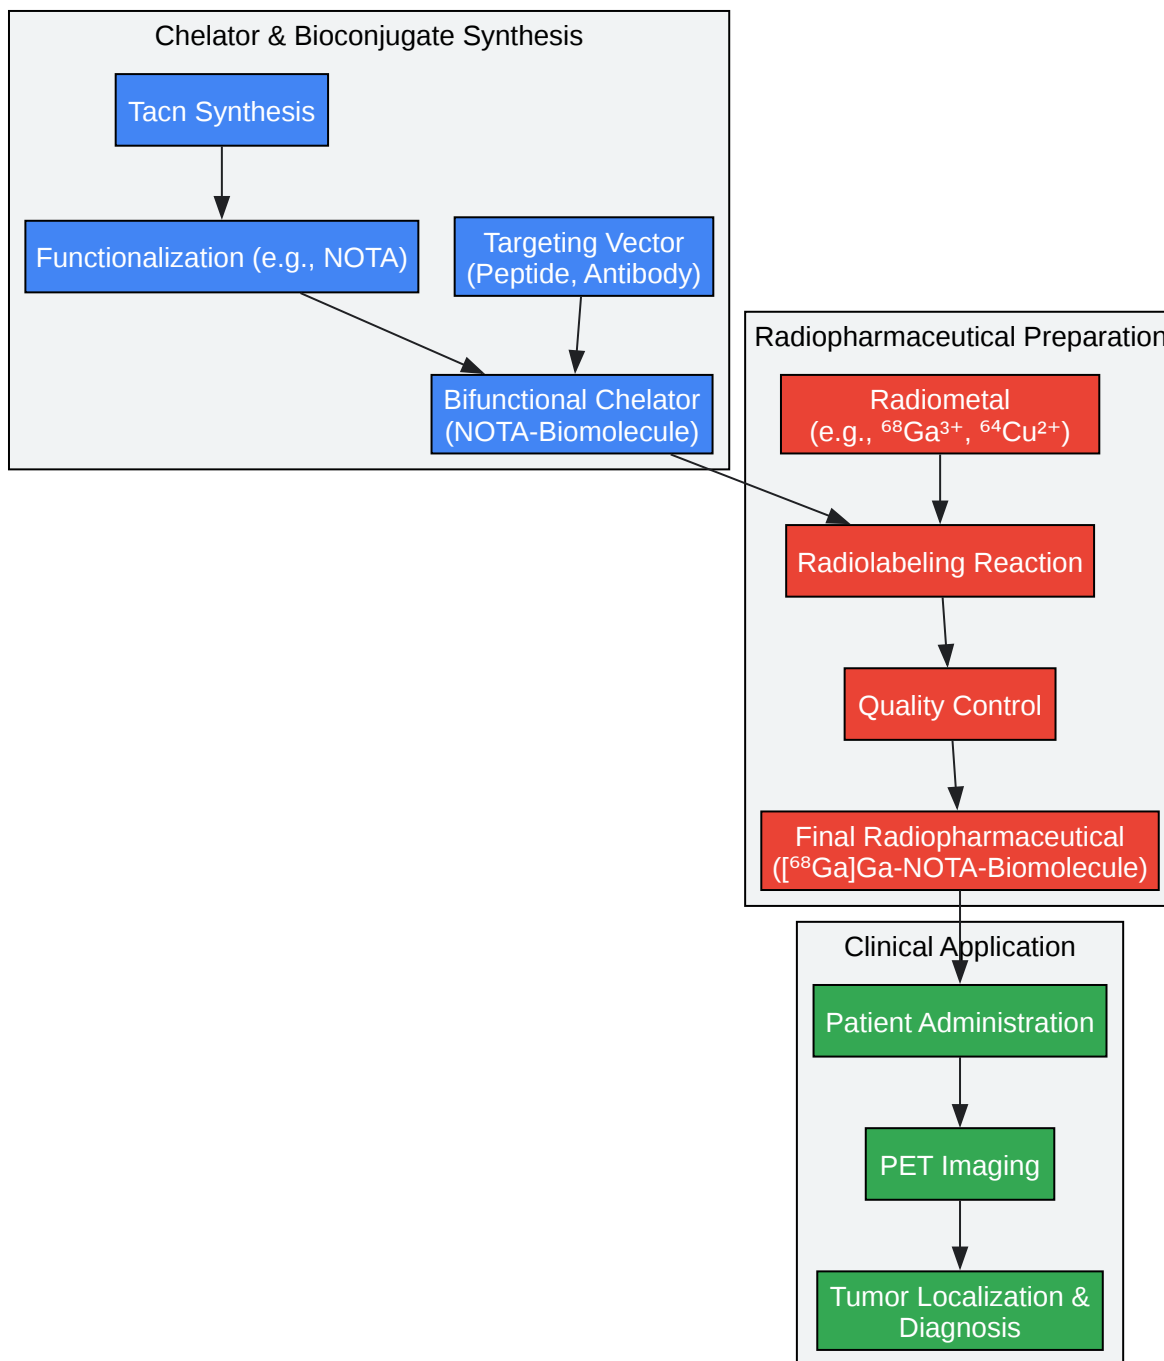 Chelator & Bioconjugate Synthesis
Tacn Synthesis
Functionalization (e.g., NOTA)
Targeting Vector
(Peptide, Antibody)
Bifunctional Chelator
(NOTA-Biomolecule)
Radiopharmaceutical Preparation
Radiometal
(e.g., ⁶⁸Ga³⁺, ⁶⁴Cu²⁺)
Radiolabeling Reaction
Quality Control
Final Radiopharmaceutical
([⁶⁸Ga]Ga-NOTA-Biomolecule)
Clinical Application
Patient Administration
PET Imaging
Tumor Localization &
Diagnosis